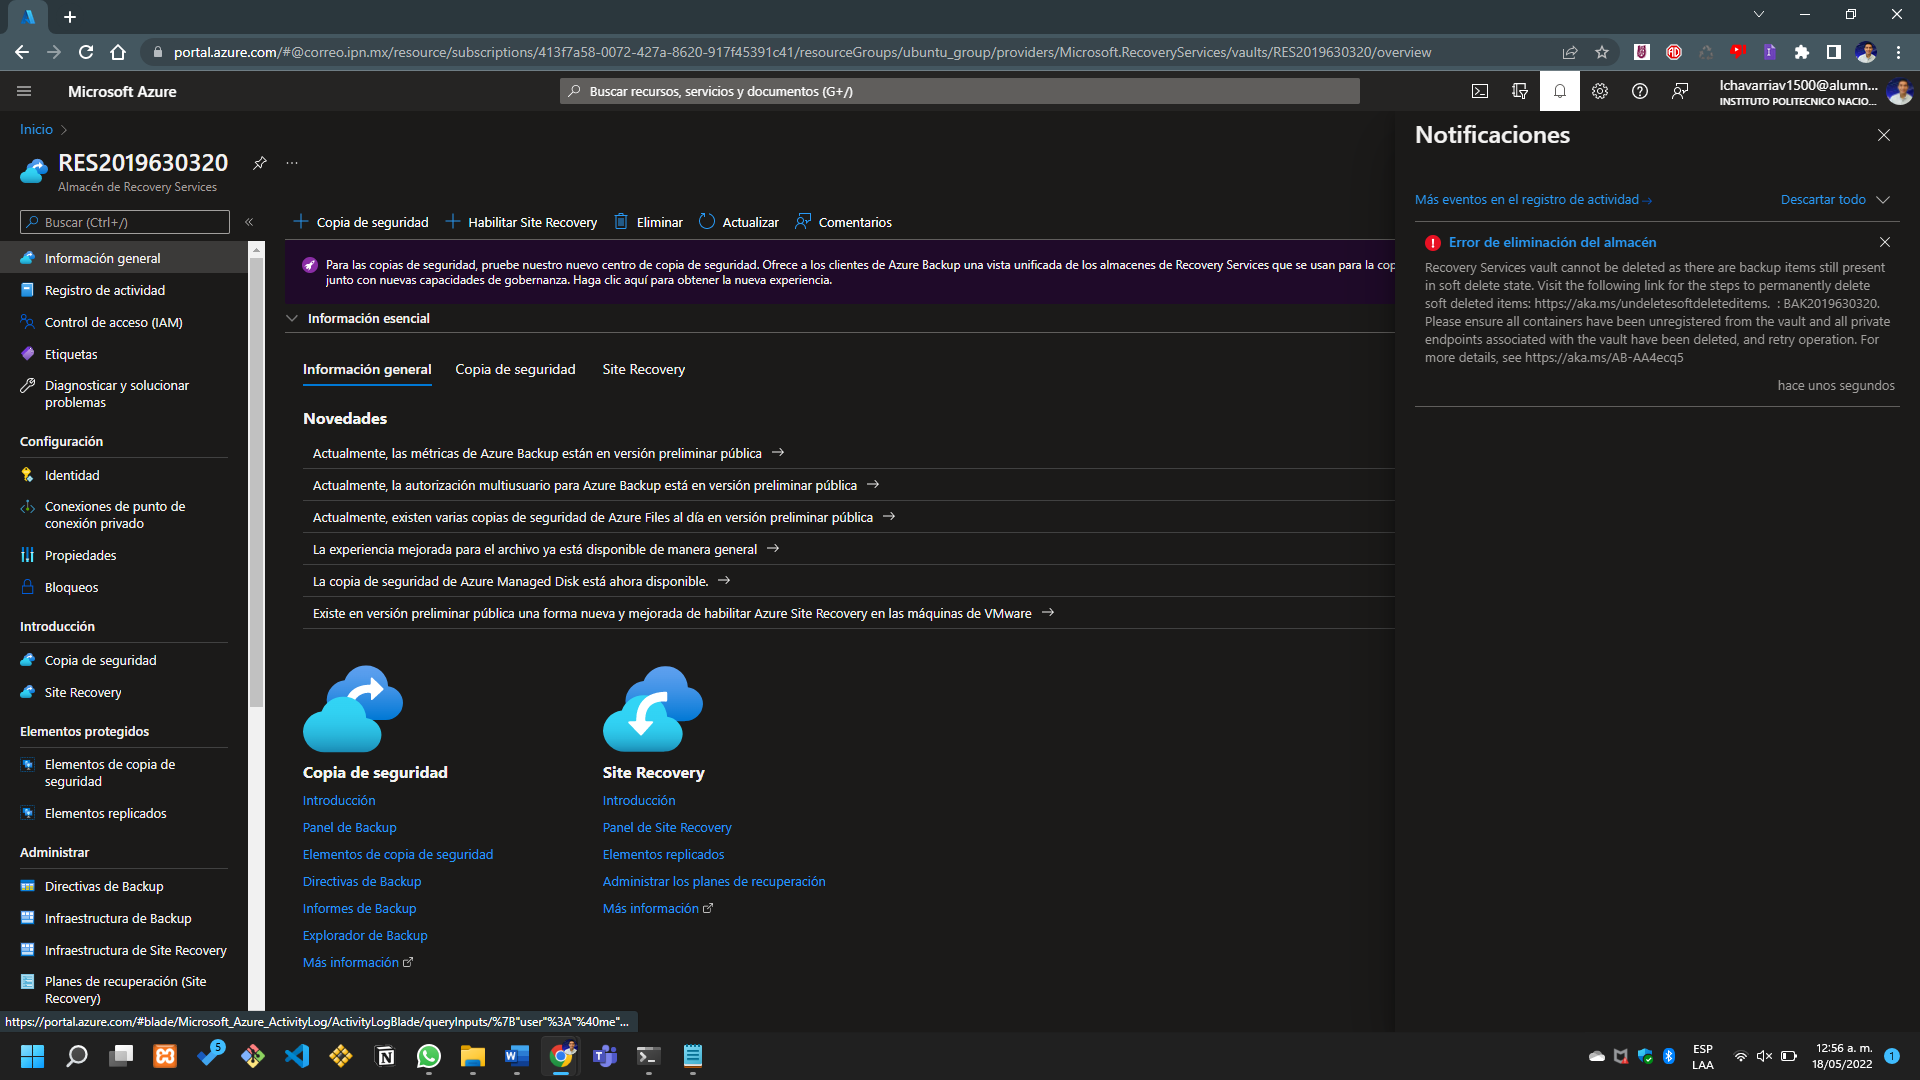 portal.azure.com/#@correo.ipn.mx/resource/subscriptions/413f7a58-0072-427a-8620-917f45391c41/resourceGroups/ubuntu_group/providers/Microsoft.RecoveryServices/vaults/RES2019630320/overview
Microsoft Azure
Buscar recursos, servicios y documentos (G+/)
lchavarriav1500@alumn...
INSTITUTO POLITECNICO NACIO...
Inicio
RES2019630320
Almacén de Recovery Services
Buscar (Ctrl+/)
Información general
Registro de actividad
Control de acceso (IAM)
Etiquetas
Diagnosticar y solucionar
problemas
Configuración
Identidad
Conexiones de punto de
conexión privado
Propiedades
Bloqueos
Introducción
Copia de seguridad
Site Recovery
Elementos protegidos
Elementos de copia de
seguridad
Elementos replicados
Administrar
Directivas de Backup
Infraestructura de Backup
Infraestructura de Site Recovery
Planes de recuperación (Site
Recovery)
Copia de seguridad
Habilitar Site Recovery
Eliminar
Actualizar
Comentarios
Para las copias de seguridad, pruebe nuestro nuevo centro de copia de seguridad. Ofrece a los clientes de Azure Backup una vista unificada de los almacenes de Recovery Services que se usan para la cop
junto con nuevas capacidades de gobernanza. Haga clic aquí para obtener la nueva experiencia.
Información esencial
Información general
Copia de seguridad
Site Recovery
Novedades
Actualmente, las métricas de Azure Backup están en versión preliminar pública
Actualmente, la autorización multiusuario para Azure Backup está en versión preliminar pública
Actualmente, existen varias copias de seguridad de Azure Files al día en versión preliminar pública
La experiencia mejorada para el archivo ya está disponible de manera general
La copia de seguridad de Azure Managed Disk está ahora disponible.
Existe en versión preliminar pública una forma nueva y mejorada de habilitar Azure Site Recovery en las máquinas de VMware
Copia de seguridad
Introducción
Panel de Backup
Elementos de copia de seguridad
Directivas de Backup
Informes de Backup
Explorador de Backup
Más información
Site Recovery
Introducción
Panel de Site Recovery
Elementos replicados
Administrar los planes de recuperación
Más información
Notificaciones
Más eventos en el registro de actividad
Descartar todo
Error de eliminación del almacén
Recovery Services vault cannot be deleted as there are backup items still present
in soft delete state. Visit the following link for the steps to permanently delete
soft deleted items: https://aka.ms/undeletesoftdeleteditems. : BAK2019630320.
Please ensure all containers have been unregistered from the vault and all private
endpoints associated with the vault have been deleted, and retry operation. For
more details, see https://aka.ms/AB-AA4ecq5
hace unos segundos
https://portal.azure.com/#blade/Microsoft_Azure_ActivityLog/ActivityLogBlade/queryInputs/%7B"user"%3A"%40me"...
5
ESP
LAA
12:56 a. m.
18/05/2022
1